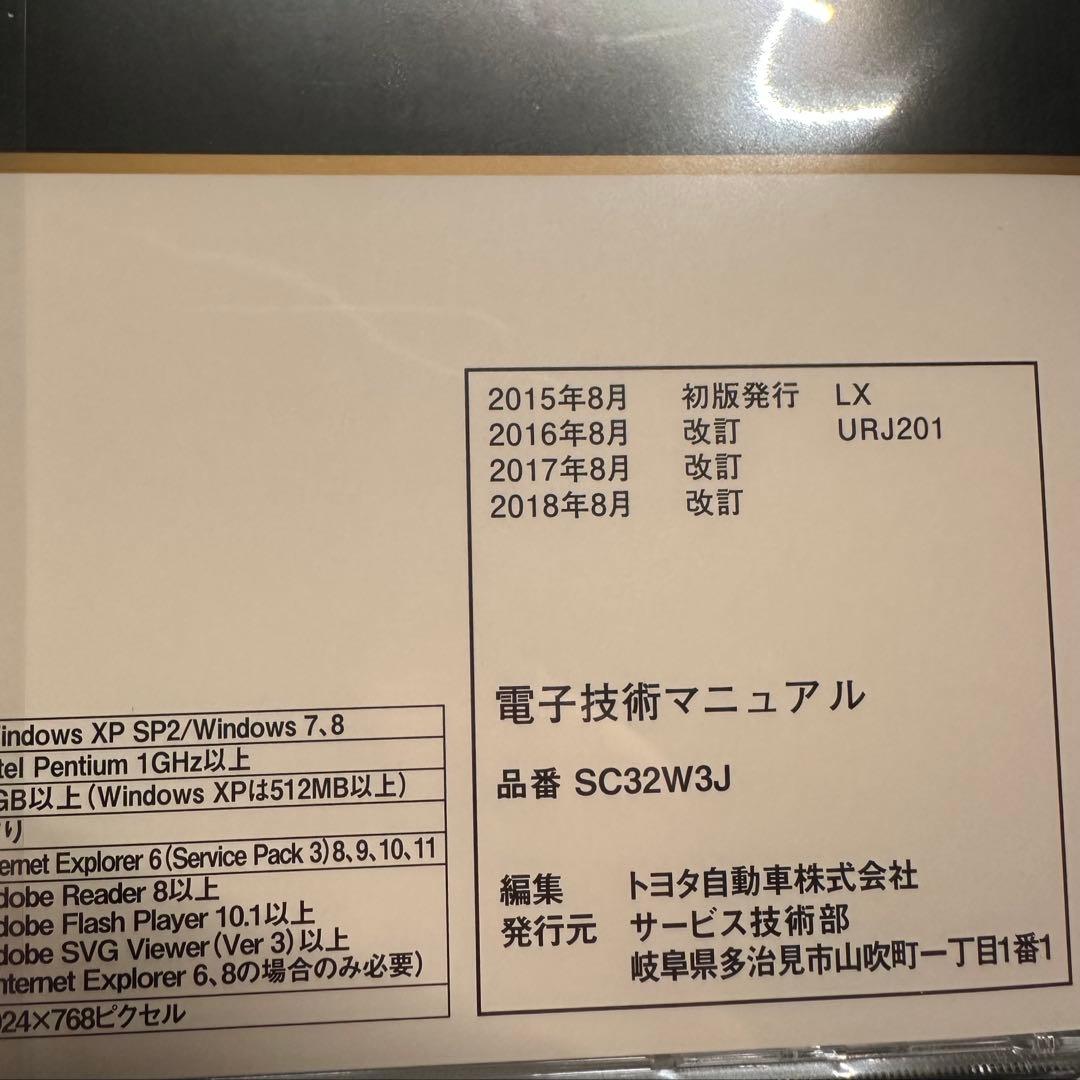 2015年8月 初版発行 LX
2016年8月 改訂 URJ201
2017年8月 改訂
2018年8月 改訂
電子技術マニュアル
品番 SC32W3J
編集 トヨタ自動車株式会社
発行元 サービス技術部
岐阜県多治見市山吹町一丁目1番1
indows XP SP2/Windows 7、8
tel Pentium 1GHz以上
GB以上(Windows XPは512MB以上)
り
ernet Explorer 6(Service Pack 3)8、9、10、11
dobe Reader 8以上
dobe Flash Player 10.1以上
dobe SVG Viewer(Ver 3)以上
nternet Explorer 6、8の場合のみ必要)
024×768ピクセル